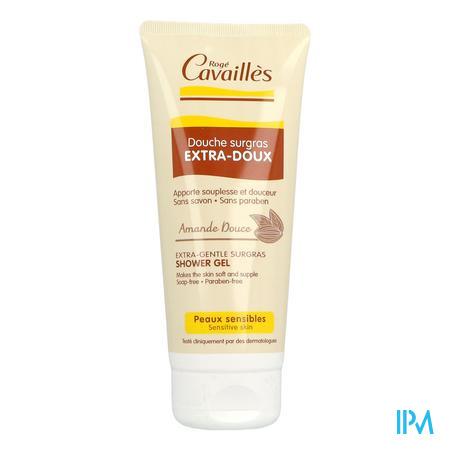 Rogé
Cavaillès
Douche surgras
EXTRA-DOUX
Apporte souplesse et douceur
Sans savon • Sans paraben
Amande Douce
EXTRA-GENTLE SURGRAS
SHOWER GEL
Makes the skin soft and supple
Soap-free • Paraben-free
Peaux sensibles
Sensitive skin
Testé cliniquement par des dermatologues
IPM